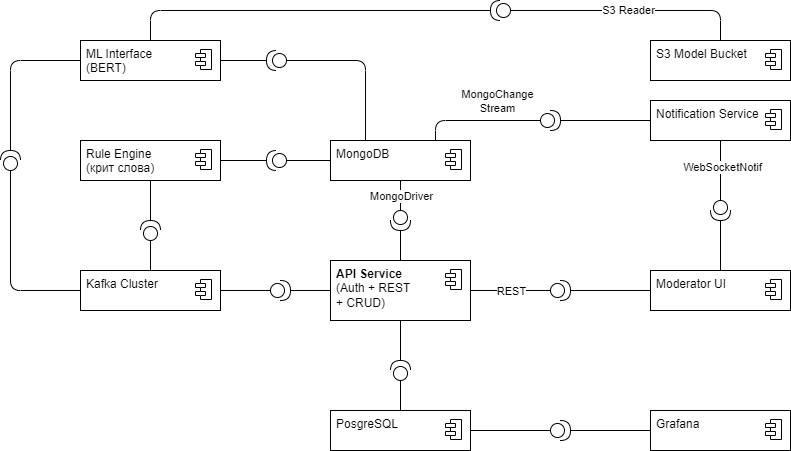 S3 Reader
ML Interface
(BERT)
S3 Model Bucket
MongoChange
Stream
Notification Service
Rule Engine
(крит слова)
MongoDB
WebSocketNotif
MongoDriver
Kafka Cluster
API Service
(Auth + REST
+ CRUD)
REST
Moderator UI
PosgreSQL
Grafana